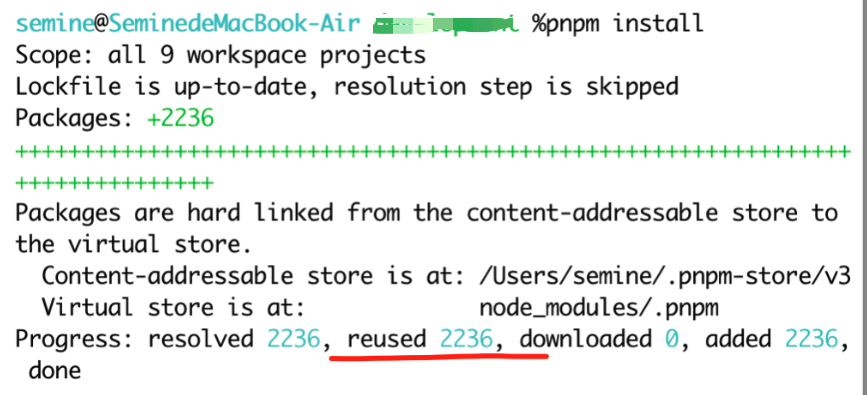 semine@SeminedeMacBook-Air %pnpm install
Scope: all 9 workspace projects
Lockfile is up-to-date, resolution step is skipped
Packages: +2236
+++++++++++++++++++++++++++++++++++++++++++++++++++++++++++++++
+++++++++++++++
Packages are hard linked from the content-addressable store to
the virtual store.
Content-addressable store is at: /Users/semine/.pnpm-store/v3
Virtual store is at: node_modules/.pnpm
Progress: resolved 2236, reused 2236, downloaded 0, added 2236,
done